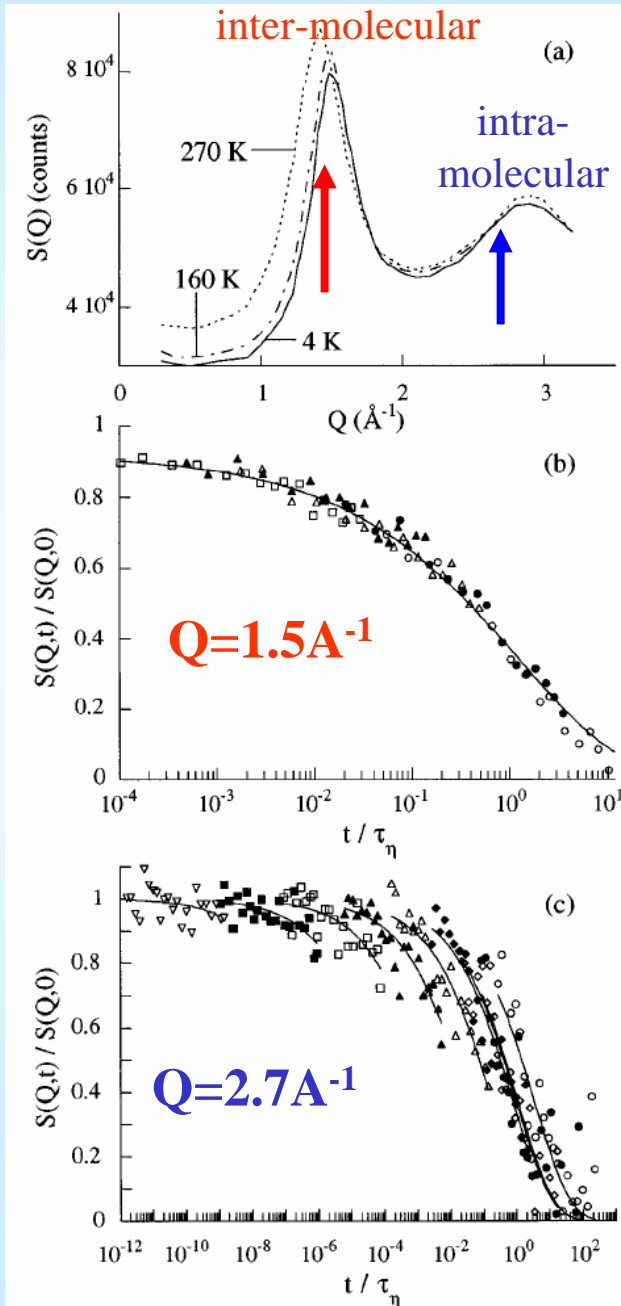 inter-molecular
(a)
8 10⁴
intra-
molecular
270 K
S(Q) (counts)
6 10⁴
160 K
4 10⁴
4 K
0 1 2 3
Q (Å⁻¹)
1
(b)
0.8
S(Q,t) / S(Q,0)
0.6
Q=1.5A⁻¹
0.4
0.2
0
10⁻⁴ 10⁻³ 10⁻² 10⁻¹ 10⁰ 10¹
t / τη
(c)
1
0.8
S(Q,t) / S(Q,0)
0.6
Q=2.7A⁻¹
0.4
0.2
0
10⁻¹² 10⁻¹⁰ 10⁻⁸ 10⁻⁶ 10⁻⁴ 10⁻² 10⁰ 10²
t / τη